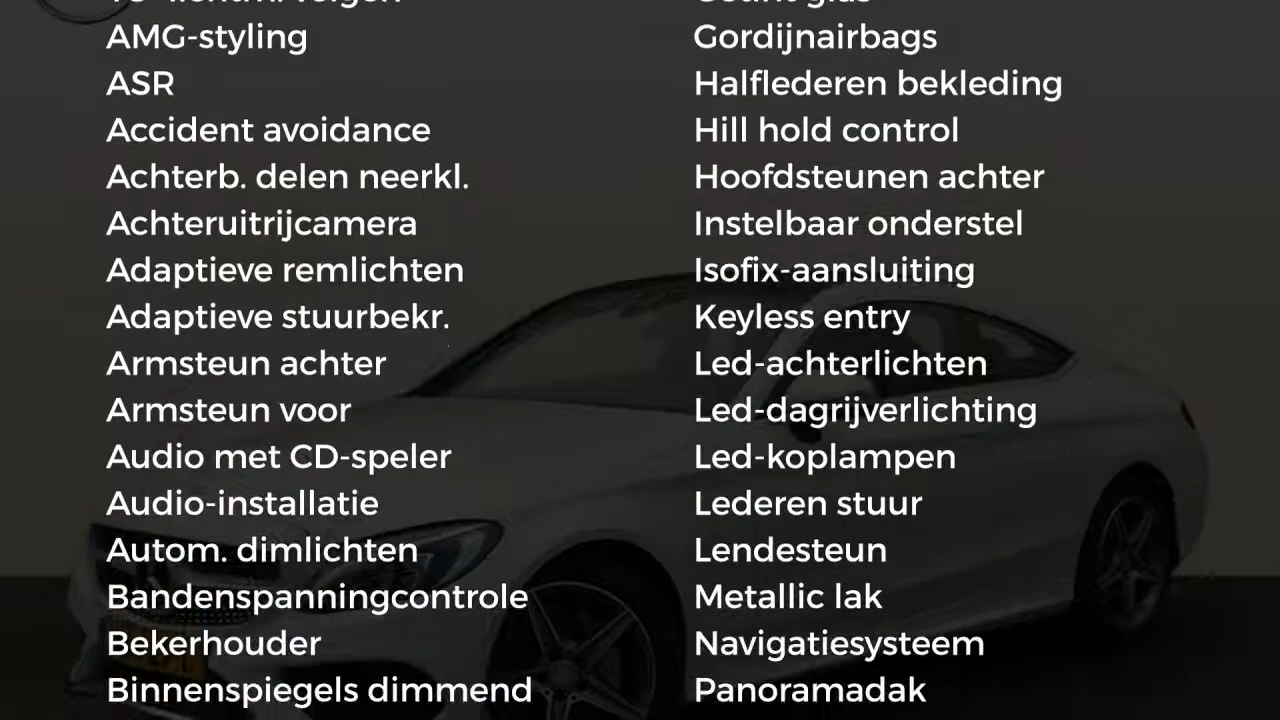 AMG-styling
ASR
Accident avoidance
Achterb. delen neerkl.
Achteruitrijcamera
Adaptieve remlichten
Adaptieve stuurbekr.
Armsteun achter
Armsteun voor
Audio met CD-speler
Audio-installatie
Autom. dimlichten
Bandenspanningcontrole
Bekerhouder
Binnenspiegels dimmend
Gordijnairbags
Halflederen bekleding
Hill hold control
Hoofdsteunen achter
Instelbaar onderstel
Isofix-aansluiting
Keyless entry
Led-achterlichten
Led-dagrijverlichting
Led-koplampen
Lederen stuur
Lendesteun
Metallic lak
Navigatiesysteem
Panoramadak